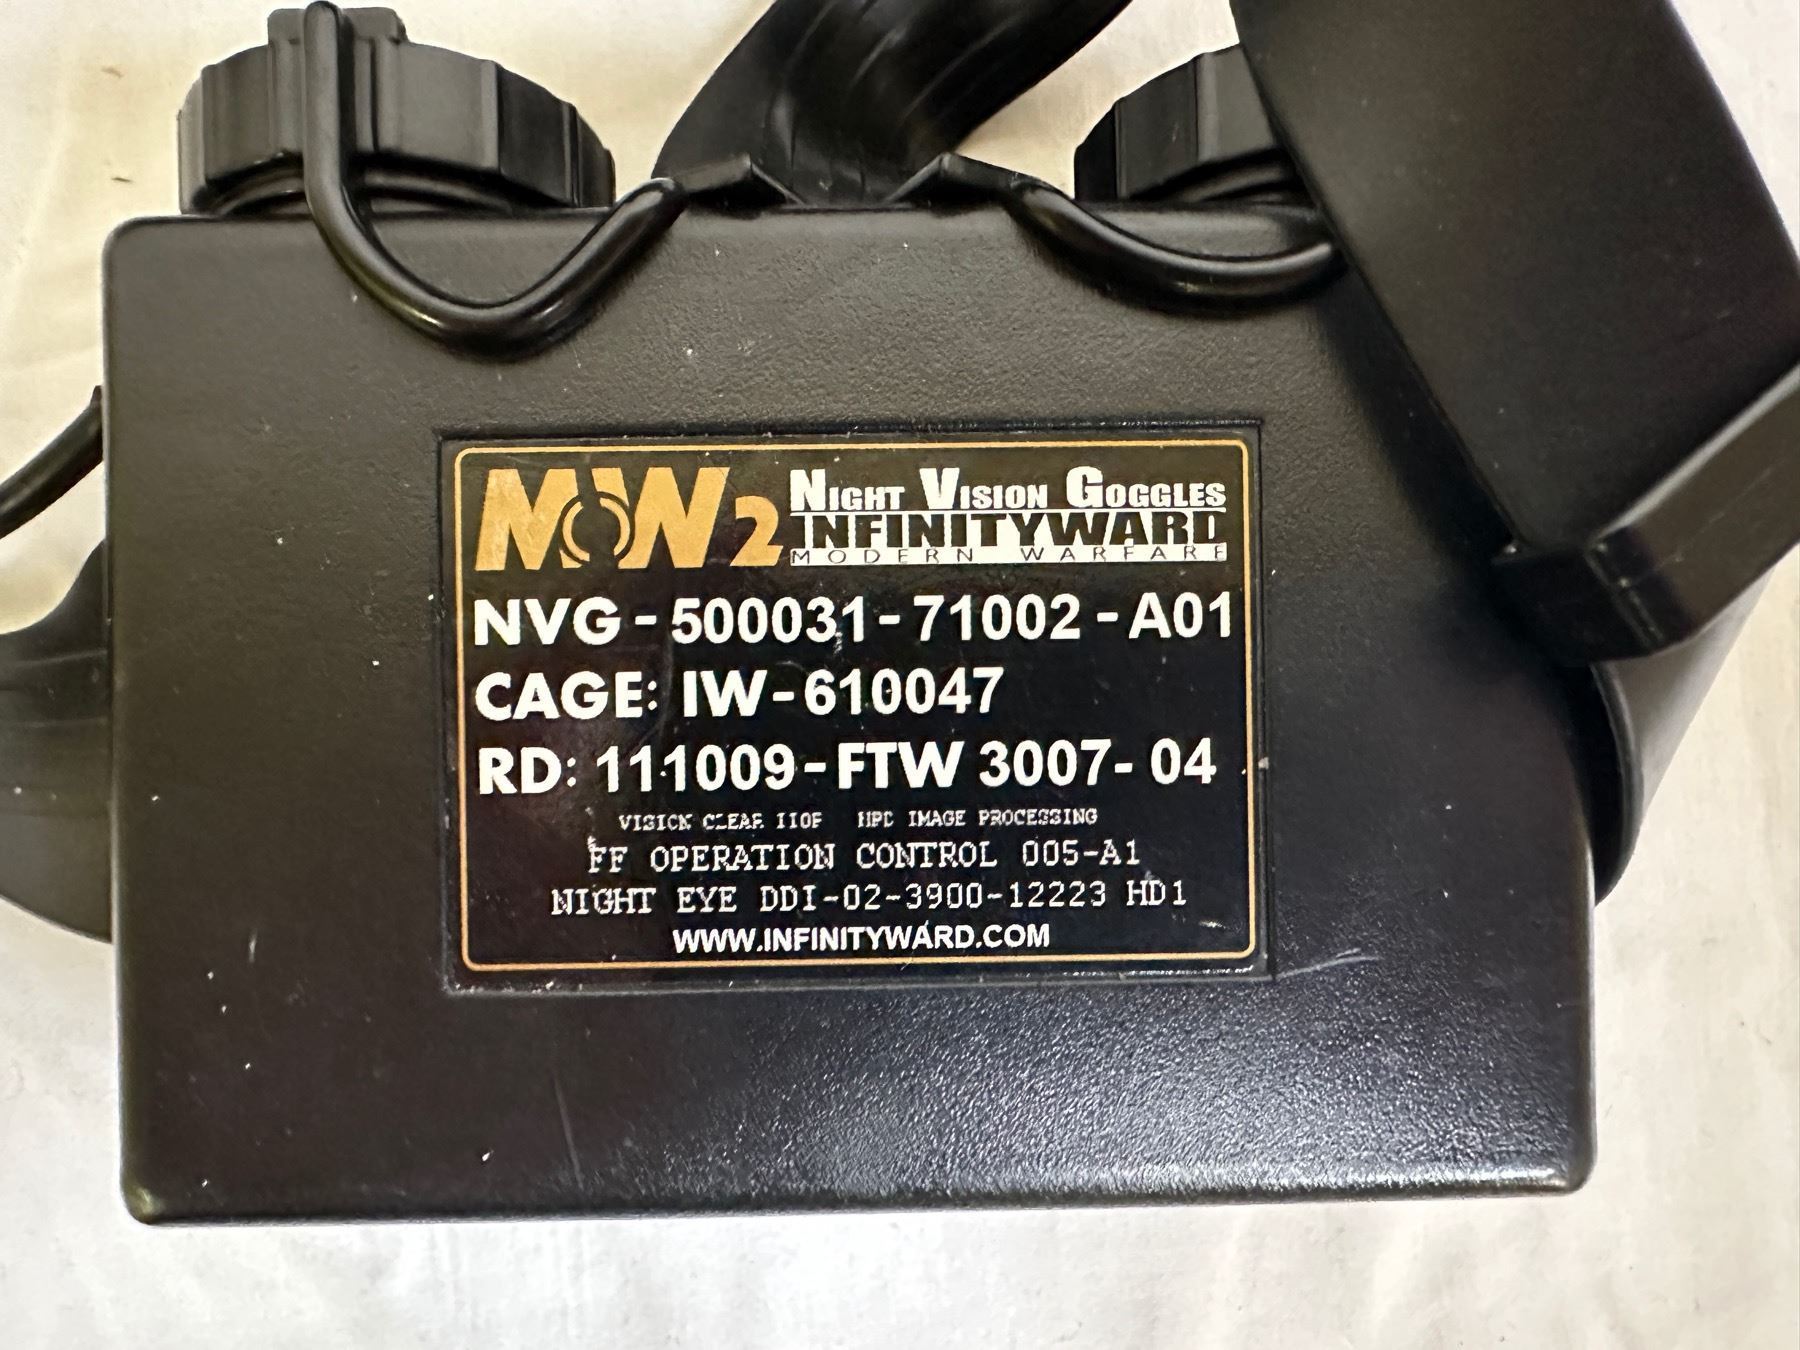 MW2
NIGHT VISION GOGGLES
INFINITYWARD
MODERN WARFARE
NVG-500031-71002-A01
CAGE: IW-610047
RD: 111009-FTW 3007-04
IMAGE PROCESSING
FF OPERATION CONTROL 005-A1
NIGHT EYE DDI-02-3900-12223 HD1
WWW.INFINITYWARD.COM